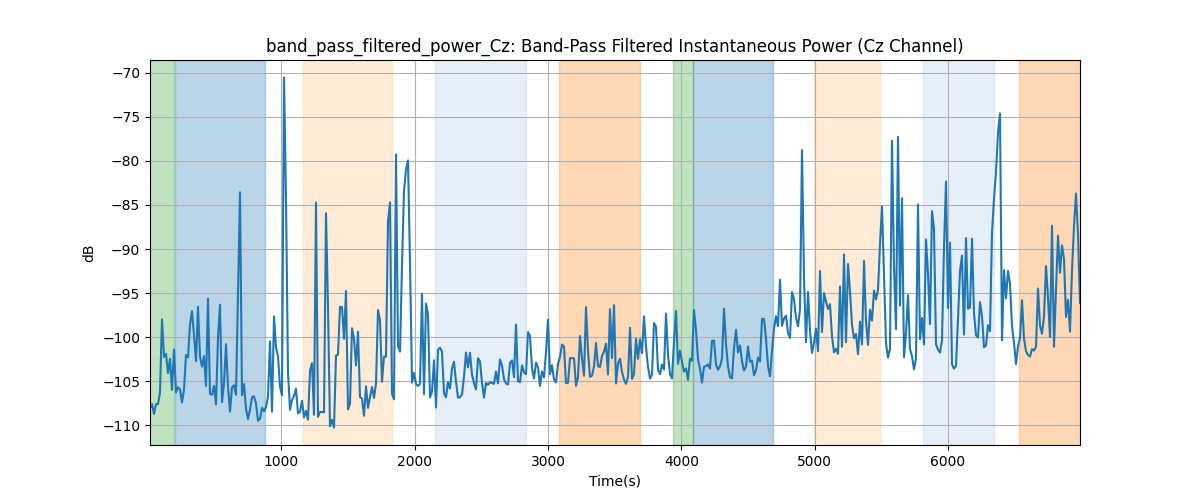 band_pass_filtered_power_Cz: Band-Pass Filtered Instantaneous Power (Cz Channel)
−70
−75
−80
−85
−90
−95
−100
−105
−110
dB
1000 2000 3000 4000 5000 6000
Time(s)